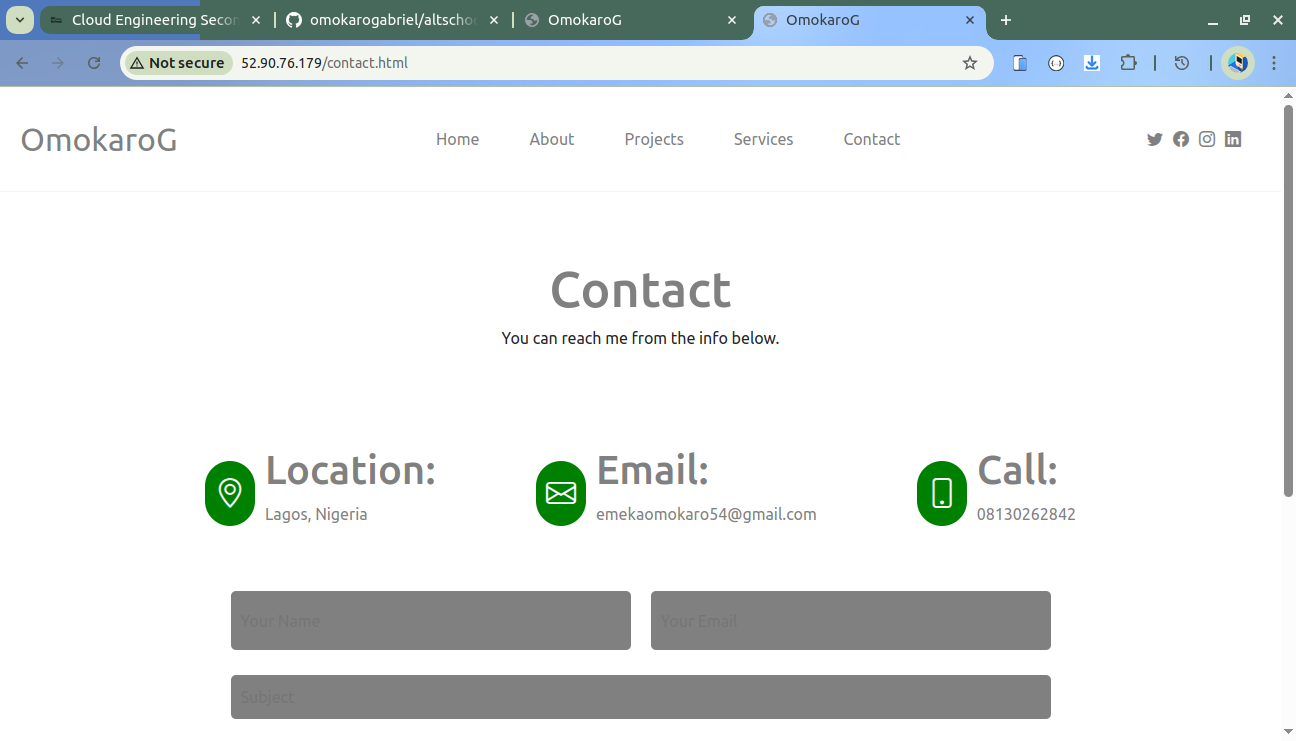 Cloud Engineering Secon
omokarogabriel/altschoo
OmokaroG
OmokaroG
Not secure
52.90.76.179/contact.html
OmokaroG
Home
About
Projects
Services
Contact
Contact
You can reach me from the info below.
Location:
Lagos, Nigeria
Email:
emekaomokaro54@gmail.com
Call:
08130262842
Your Name
Your Email
Subject